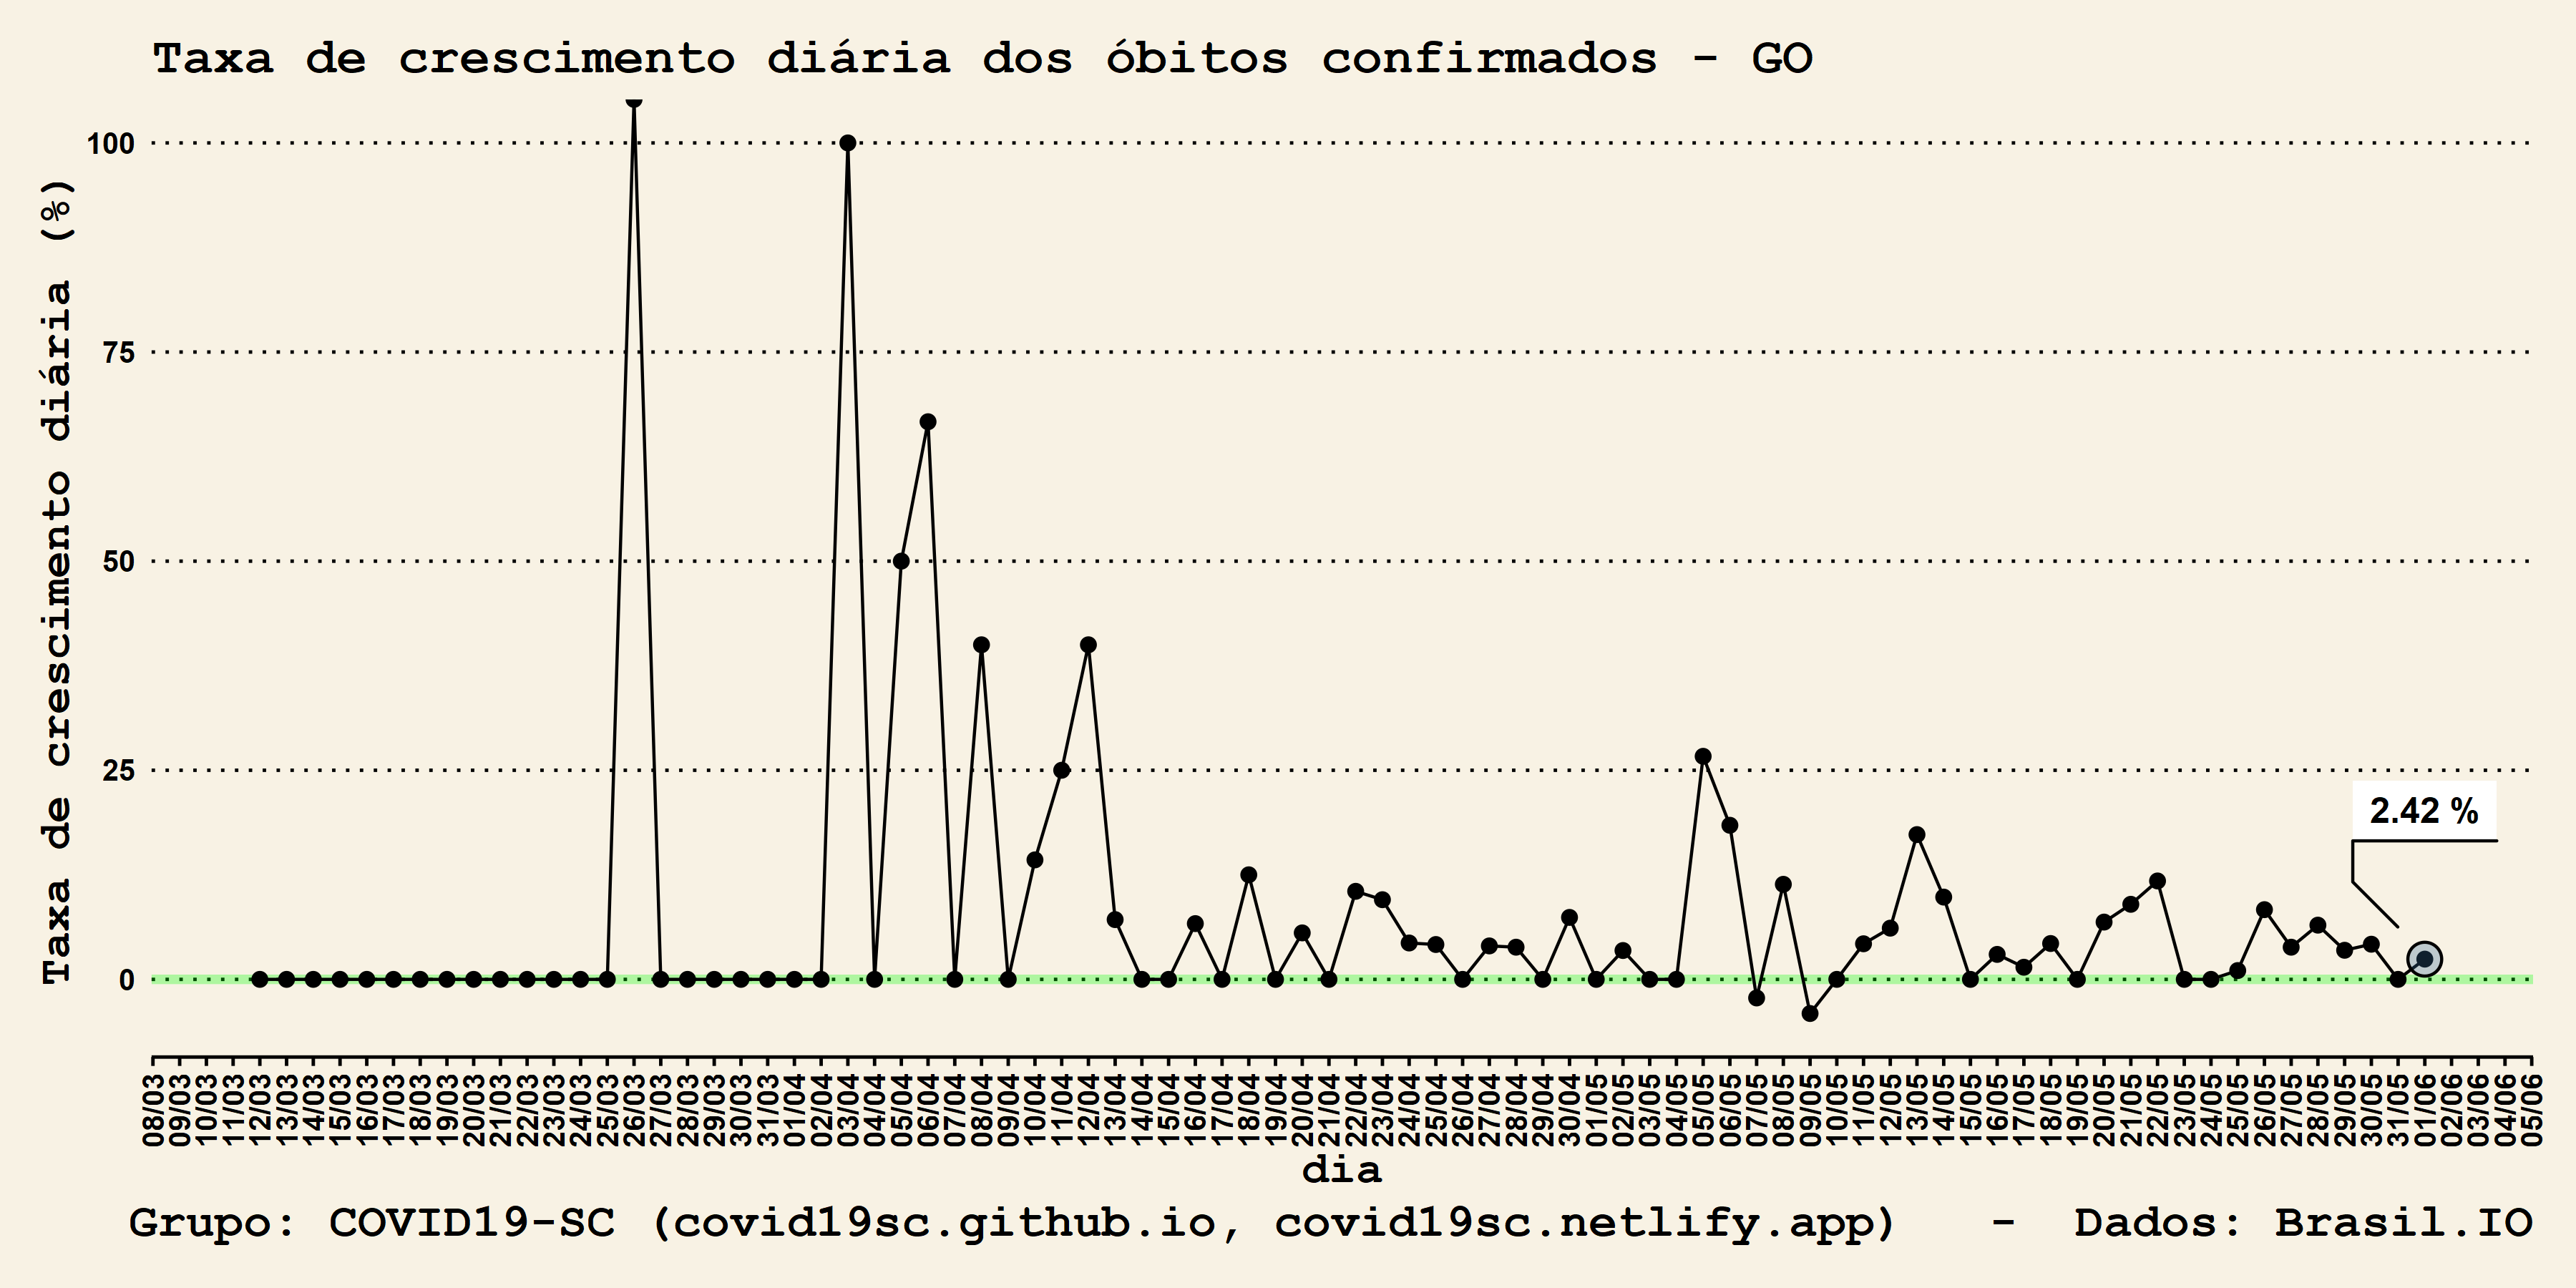 Taxa de crescimento diária dos óbitos confirmados - GO
Taxa de crescimento diária (%)
100
75
50
25
0
2.42 %
08/03 09/03 10/03 11/03 12/03 13/03 14/03 15/03 16/03 17/03 18/03 19/03 20/03 21/03 22/03 23/03 24/03 25/03 26/03 27/03 28/03 29/03 30/03 31/03 01/04 02/04 03/04 04/04 05/04 06/04 07/04 08/04 09/04 10/04 11/04 12/04 13/04 14/04 15/04 16/04 17/04 18/04 19/04 20/04 21/04 22/04 23/04 24/04 25/04 26/04 27/04 28/04 29/04 30/04 01/05 02/05 03/05 04/05 05/05 06/05 07/05 08/05 09/05 10/05 11/05 12/05 13/05 14/05 15/05 16/05 17/05 18/05 19/05 20/05 21/05 22/05 23/05 24/05 25/05 26/05 27/05 28/05 29/05 30/05 31/05 01/06 02/06 03/06 04/06 05/06
dia
Grupo: COVID19-SC (covid19sc.github.io, covid19sc.netlify.app) - Dados: Brasil.IO